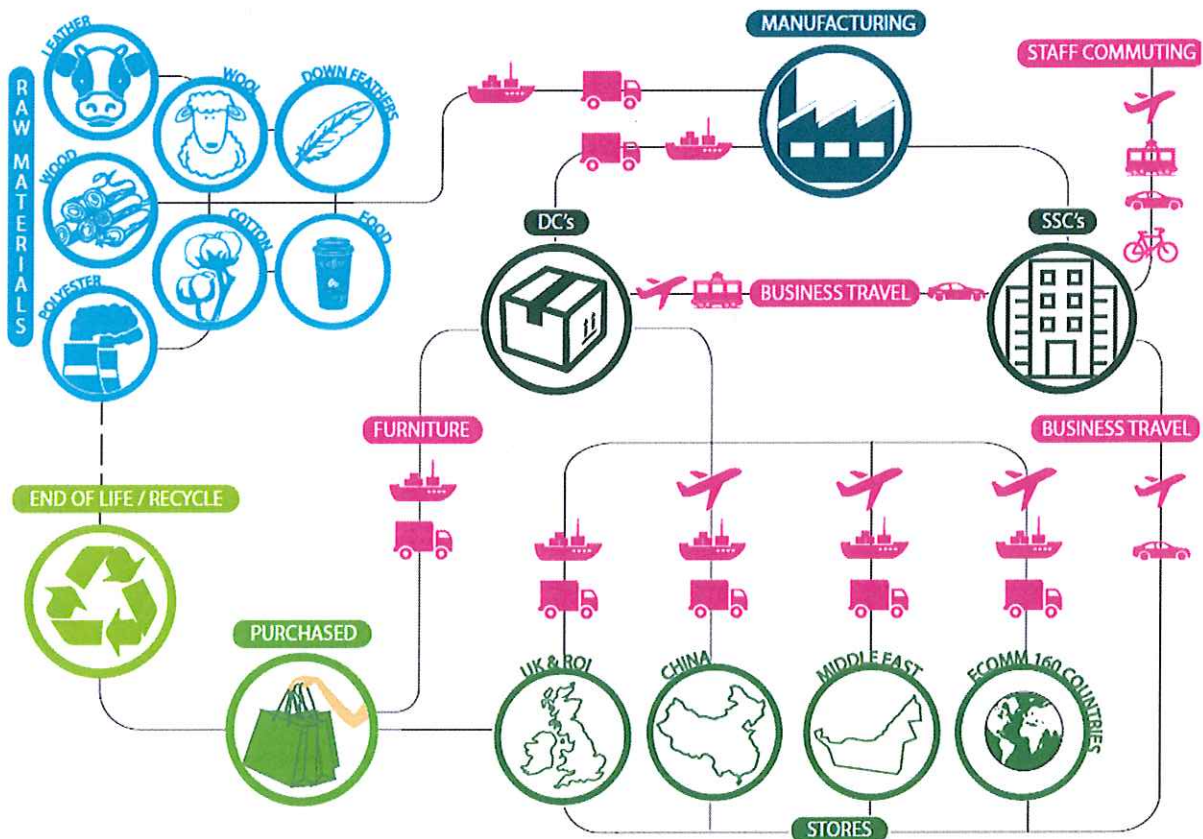 MANUFACTURING
STAFF COMMUTING
RAW MATERIALS
LEATHER
WOOL
DOWN FEATHERS
WOOD
COTTON
FOOD
POLYESTER
DC's
SSC's
BUSINESS TRAVEL
FURNITURE
BUSINESS TRAVEL
END OF LIFE / RECYCLE
PURCHASED
UK & ROI
CHINA
MIDDLE EAST
ECOMM 160 COUNTRIES
STORES